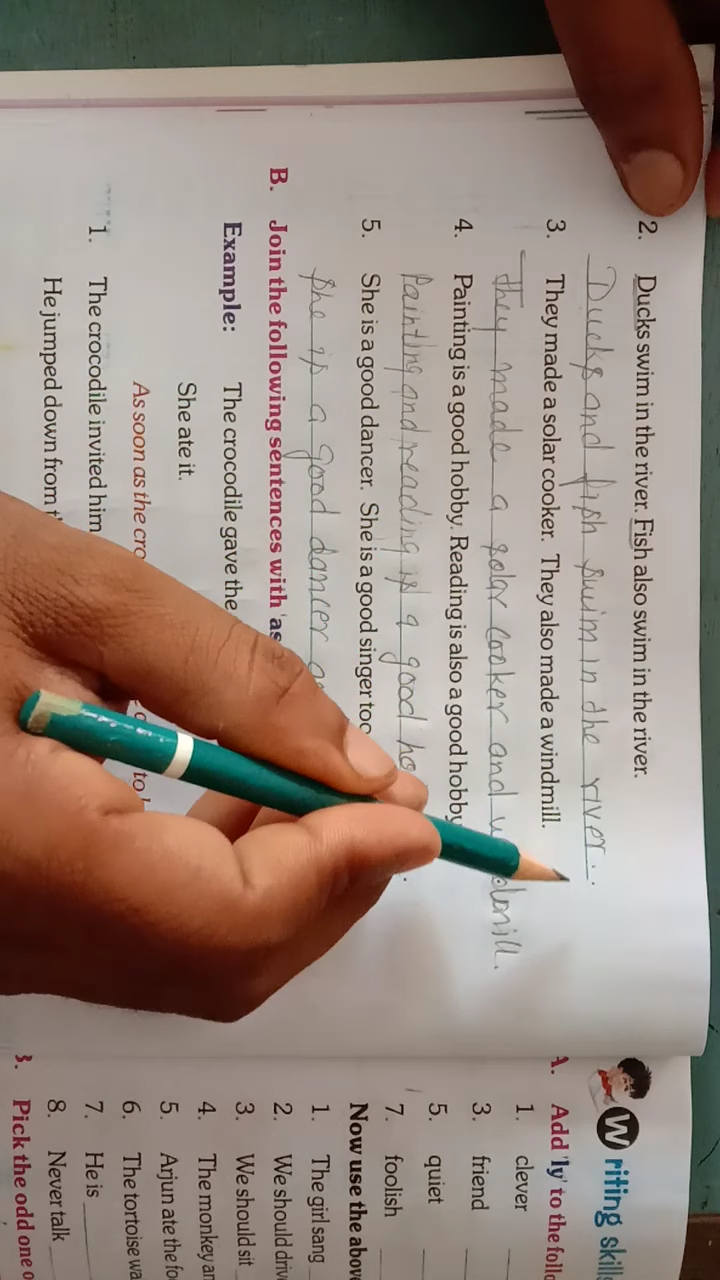 2. Ducks swim in the river. Fish also swim in the river.
Ducks and fish swim in the river.
3. They made a solar cooker. They also made a windmill.
They made a solar cooker and
4. Painting is a good hobby. Reading is also a good hobby
Painting and reading is a good
5. She is a good dancer. She is a good singer too
She is a good dancer
B. Join the following sentences with 'as
Example: The crocodile gave the
She ate it.
As soon as the cro
1. The crocodile invited him
He jumped down from
Writing skill
A. Add 'ly' to the follo
1. clever
3. friend
5. quiet
7. foolish
Now use the above
1. The girl sang
2. We should driv
3. We should sit
4. The monkey an
5. Arjun ate the fo
6. The tortoise wa
7. He is
8. Never talk
B. Pick the odd one o